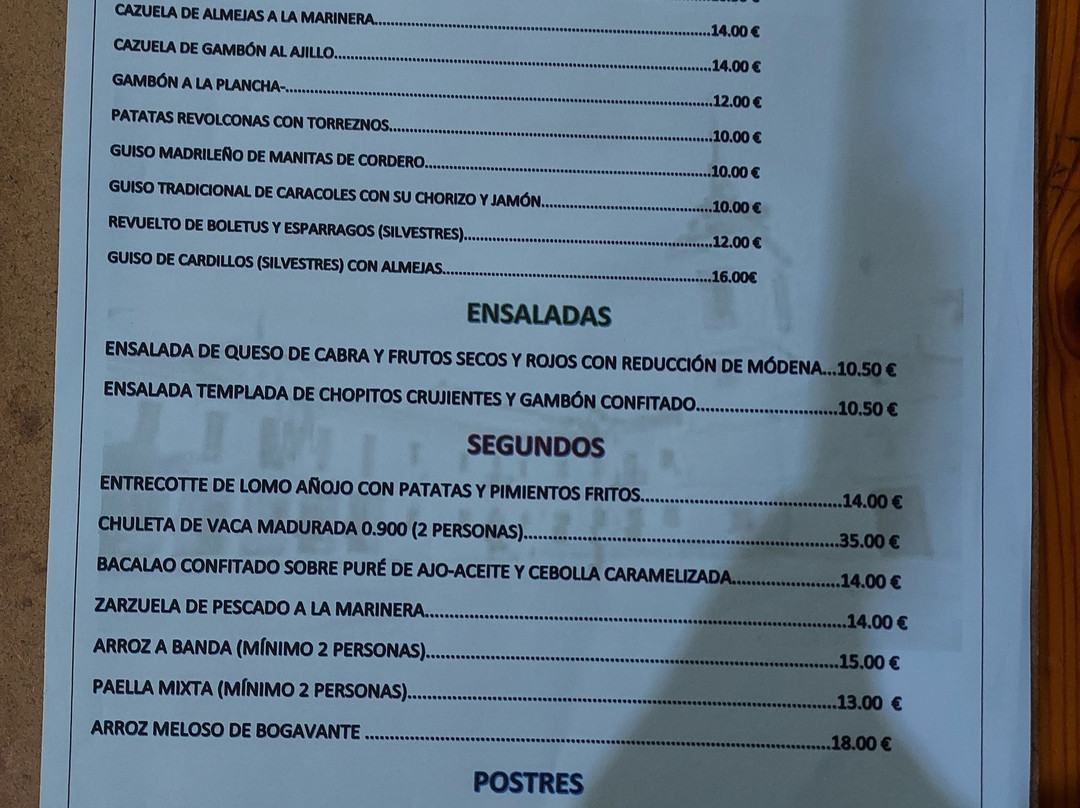 CAZUELA DE ALMEJAS A LA MARINERA....................14.00 €
CAZUELA DE GAMBÓN AL AJILLO....................14.00 €
GAMBÓN A LA PLANCHA-....................12.00 €
PATATAS REVOLCONAS CON TORREZNOS....................10.00 €
GUISO MADRILEÑO DE MANITAS DE CORDERO....................10.00 €
GUISO TRADICIONAL DE CARACOLES CON SU CHORIZO Y JAMÓN....................10.00 €
REVUELTO DE BOLETUS Y ESPARRAGOS (SILVESTRES)....................12.00 €
GUISO DE CARDILLOS (SILVESTRES) CON ALMEJAS....................16.00€
ENSALADAS
ENSALADA DE QUESO DE CABRA Y FRUTOS SECOS Y ROJOS CON REDUCCIÓN DE MÓDENA...10.50 €
ENSALADA TEMPLADA DE CHOPITOS CRUJIENTES Y GAMBÓN CONFITADO....................10.50 €
SEGUNDOS
ENTRECOTTE DE LOMO AÑOJO CON PATATAS Y PIMIENTOS FRITOS....................14.00 €
CHULETA DE VACA MADURADA 0.900 (2 PERSONAS)....................35.00 €
BACALAO CONFITADO SOBRE PURÉ DE AJO-ACEITE Y CEBOLLA CARAMELIZADA....................14.00 €
ZARZUELA DE PESCADO A LA MARINERA....................14.00 €
ARROZ A BANDA (MÍNIMO 2 PERSONAS)....................15.00 €
PAELLA MIXTA (MÍNIMO 2 PERSONAS)....................13.00 €
ARROZ MELOSO DE BOGAVANTE ....................18.00 €
POSTRES